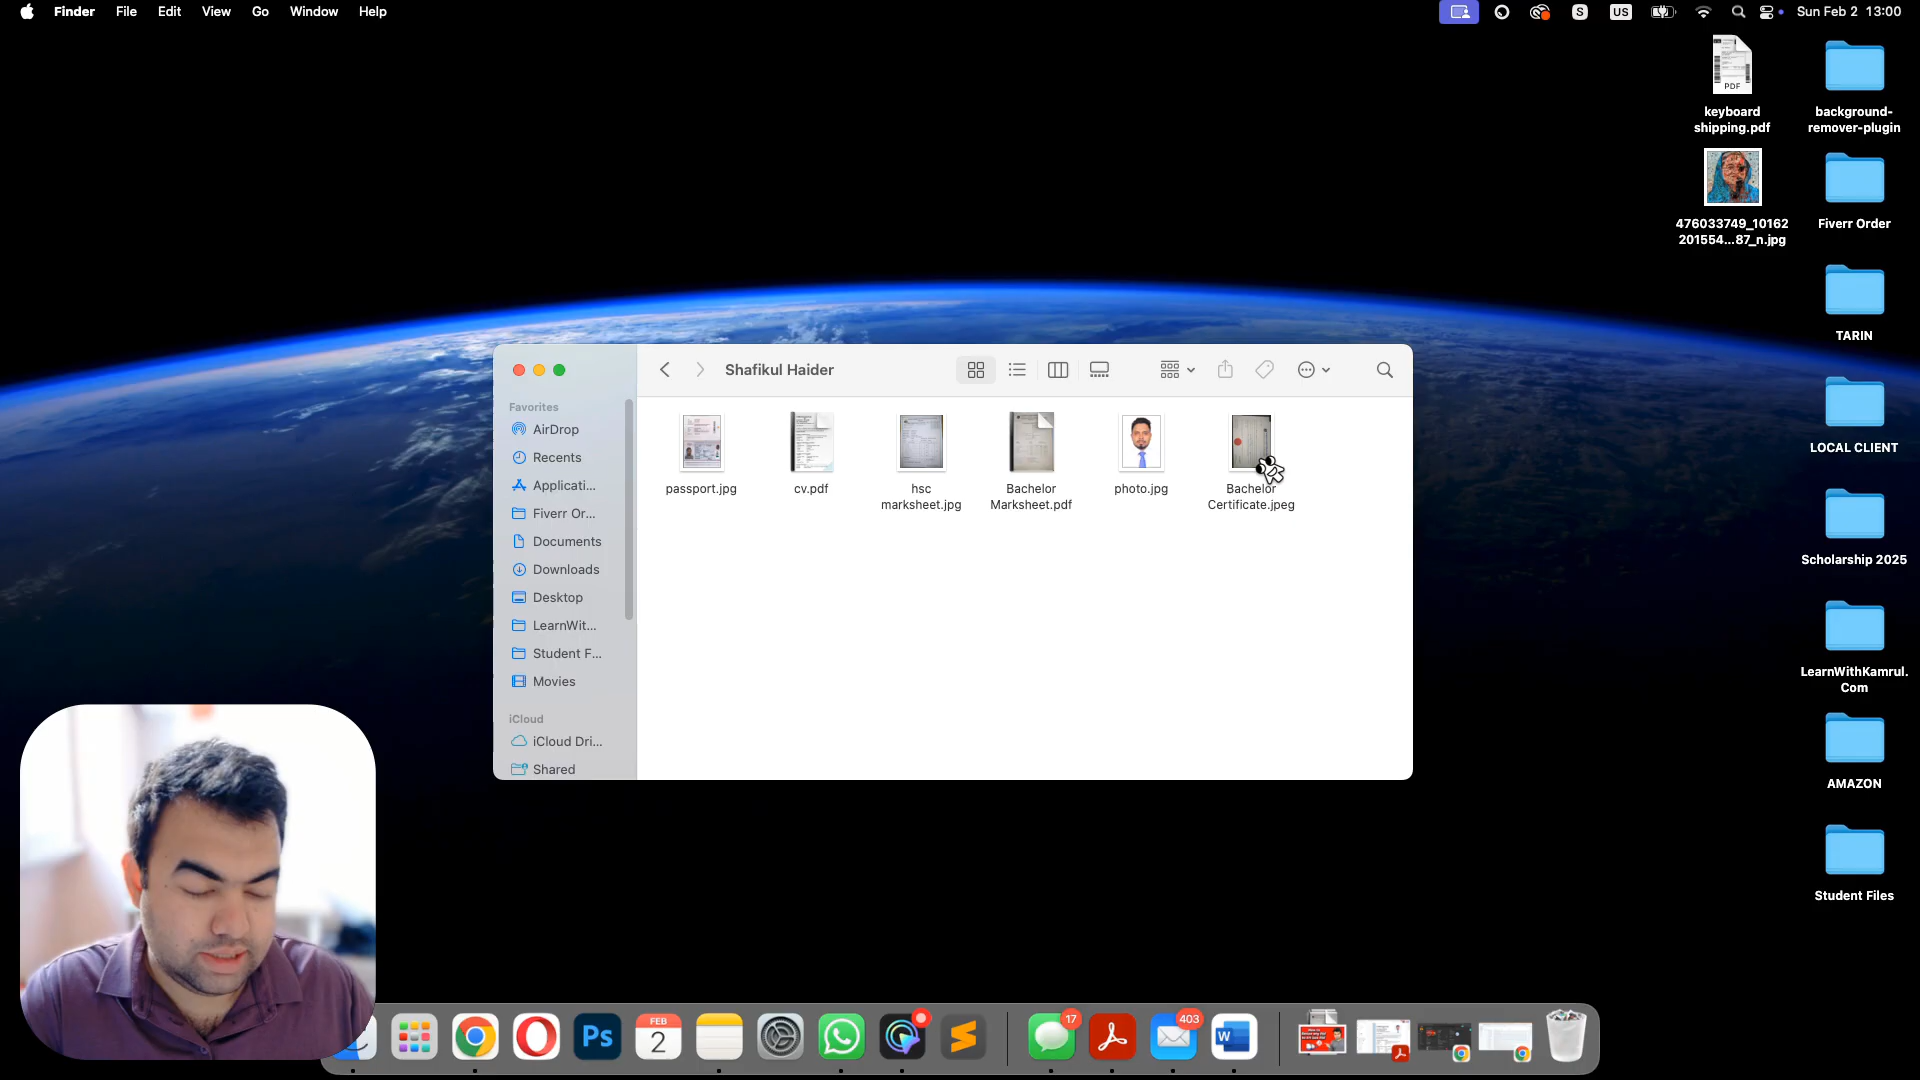 Finder File Edit View Go Window Help
S
US
Sun Feb 2 13:00
PDF
keyboard
shipping.pdf
background-
remover-plugin
476033749_10162
201554...87_n.jpg
Fiverr Order
TARIN
LOCAL CLIENT
Scholarship 2025
LearnWithKamrul.
Com
AMAZON
Student Files
Shafikul Haider
Favorites
AirDrop
Recents
Applicati...
Fiverr Or...
Documents
Downloads
Desktop
LearnWit...
Student F...
Movies
iCloud
iCloud Dri...
Shared
passport.jpg
cv.pdf
hsc
marksheet.jpg
Bachelor
Marksheet.pdf
photo.jpg
Bachelor
Certificate.jpeg
Ps
FEB
2
17
403
W